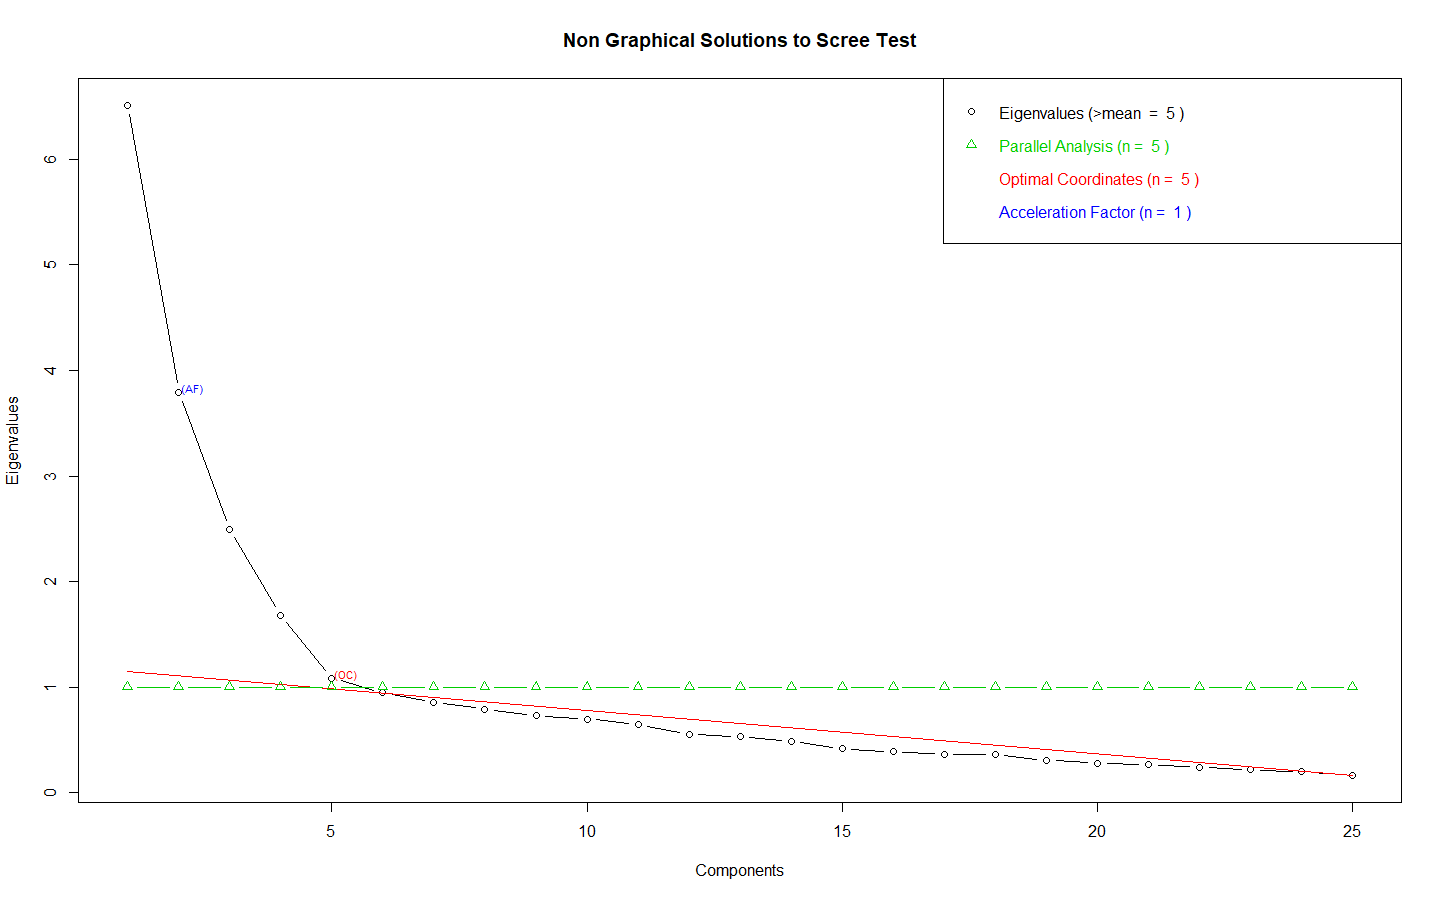 Non Graphical Solutions to Scree Test
Eigenvalues (>mean = 5 )
Parallel Analysis (n = 5 )
Optimal Coordinates (n = 5 )
Acceleration Factor (n = 1 )
6
5
4
3
2
1
0
Eigenvalues
(AF)
(OC)
5
10
15
20
25
Components